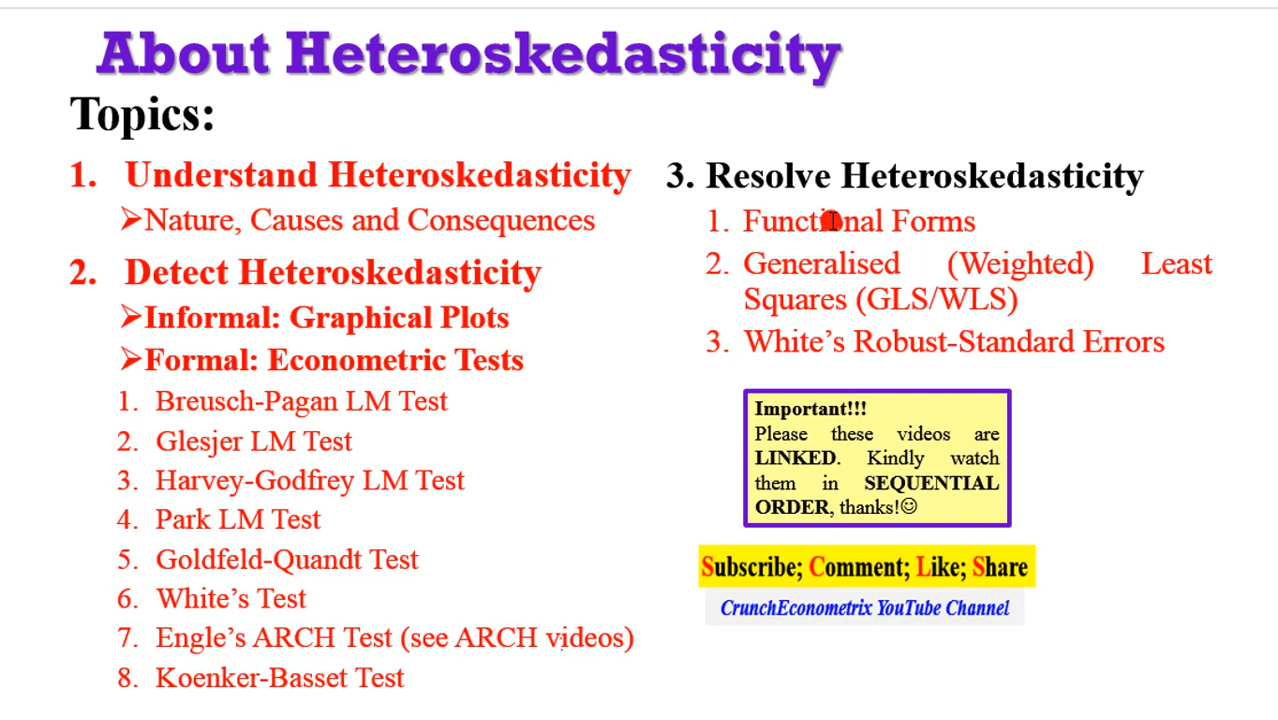 About Heteroskedasticity
Topics:
1. Understand Heteroskedasticity
➢Nature, Causes and Consequences
2. Detect Heteroskedasticity
➢Informal: Graphical Plots
➢Formal: Econometric Tests
1. Breusch-Pagan LM Test
2. Glesjer LM Test
3. Harvey-Godfrey LM Test
4. Park LM Test
5. Goldfeld-Quandt Test
6. White’s Test
7. Engle’s ARCH Test (see ARCH videos)
8. Koenker-Basset Test
3. Resolve Heteroskedasticity
1. Functional Forms
2. Generalised (Weighted) Least
Squares (GLS/WLS)
3. White’s Robust-Standard Errors
Important!!!
Please these videos are
LINKED. Kindly watch
them in SEQUENTIAL
ORDER, thanks!☺
Subscribe; Comment; Like; Share
CrunchEconometrix YouTube Channel